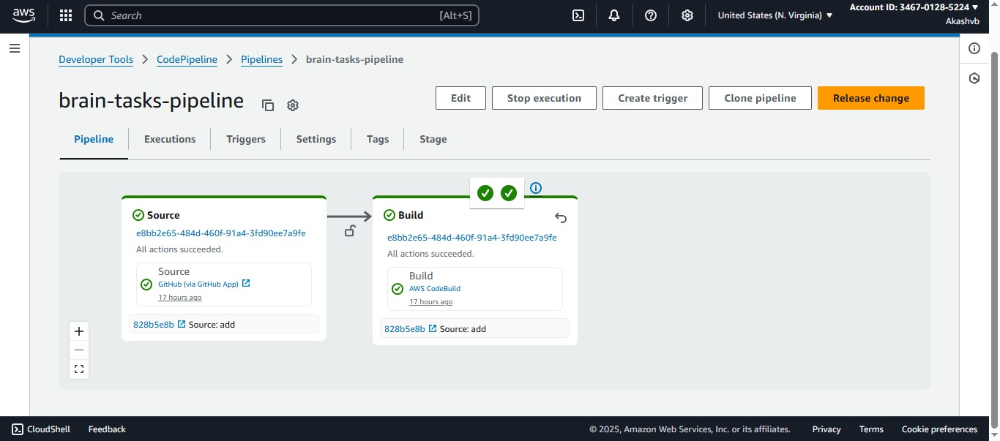 aws
Search
[Alt+S]
United States (N. Virginia)
Account ID: 3467-0128-5224
Akashvb
Developer Tools
CodePipeline
Pipelines
brain-tasks-pipeline
brain-tasks-pipeline
Edit
Stop execution
Create trigger
Clone pipeline
Release change
Pipeline
Executions
Triggers
Settings
Tags
Stage
Source
e8bb2e65-484d-460f-91a4-3fd90ee7a9fe
All actions succeeded.
Source
GitHub (via GitHub App)
17 hours ago
828b5e8b Source: add
Build
e8bb2e65-484d-460f-91a4-3fd90ee7a9fe
All actions succeeded.
Build
AWS CodeBuild
17 hours ago
828b5e8b Source: add
CloudShell
Feedback
© 2025, Amazon Web Services, Inc. or its affiliates.
Privacy
Terms
Cookie preferences